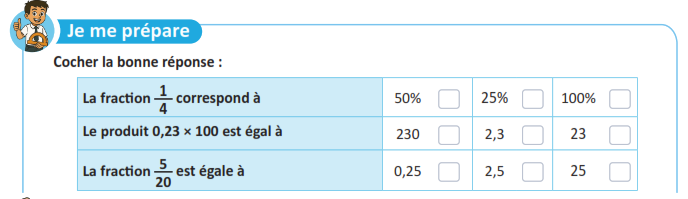 Je me prépare
Cocher la bonne réponse :
La fraction 1/4 correspond à 50% 25% 100%
Le produit 0,23 × 100 est égal à 230 2,3 23
La fraction 5/20 est égale à 0,25 2,5 25